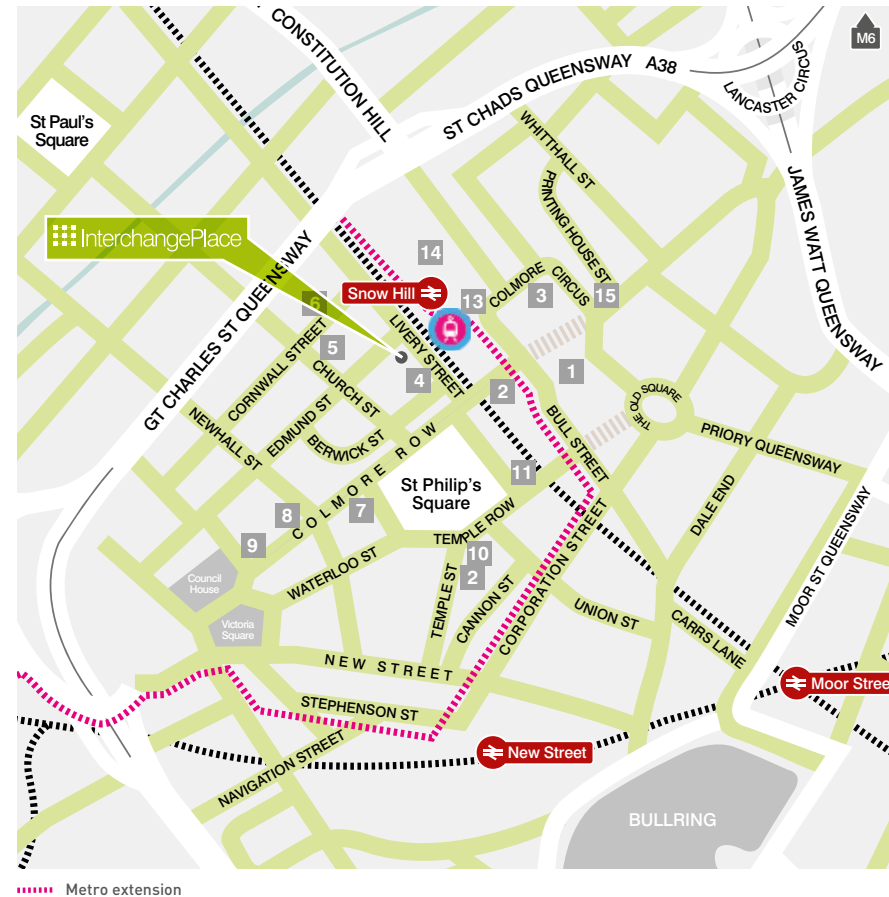 M6
CONSTITUTION HILL
ST CHADS QUEENSWAY A38
LANCASTER CIRCUS
St Paul's
Square
WHITTHALL ST
PRINTING HOUSE ST
JAMES WATT QUEENSWAY
InterchangePlace
GT CHARLES ST QUEENSWAY
14
Snow Hill
13
COLMORE CIRCUS
3
15
6
LIVERY STREET
5
CORNWALL STREET
4
1
2
CHURCH ST
THE OLD SQUARE
NEWHALL ST
EDMUND ST
BERWICK ST
BULL STREET
PRIORY QUEENSWAY
COLMORE ROW
St Philip's
Square
11
DALE END
7
8
9
TEMPLE ROW
10
2
MOOR ST QUEENSWAY
Council
House
WATERLOO ST
TEMPLE ST
CANNON ST
CORPORATION STREET
UNION ST
CARRS LANE
Victoria
Square
NEW STREET
Moor Stree
STEPHENSON ST
New Street
NAVIGATION STREET
BULLRING
Metro extension